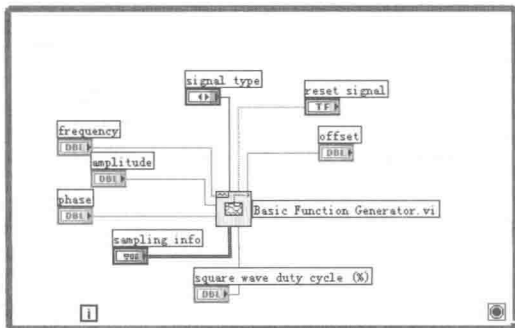 signal type
reset signal
TF
frequency
DBL
offset
DBL
amplitude
DBL
phase
DBL
Basic Function Generator.vi
sampling info
square wave duty cycle (%)
DBL
i